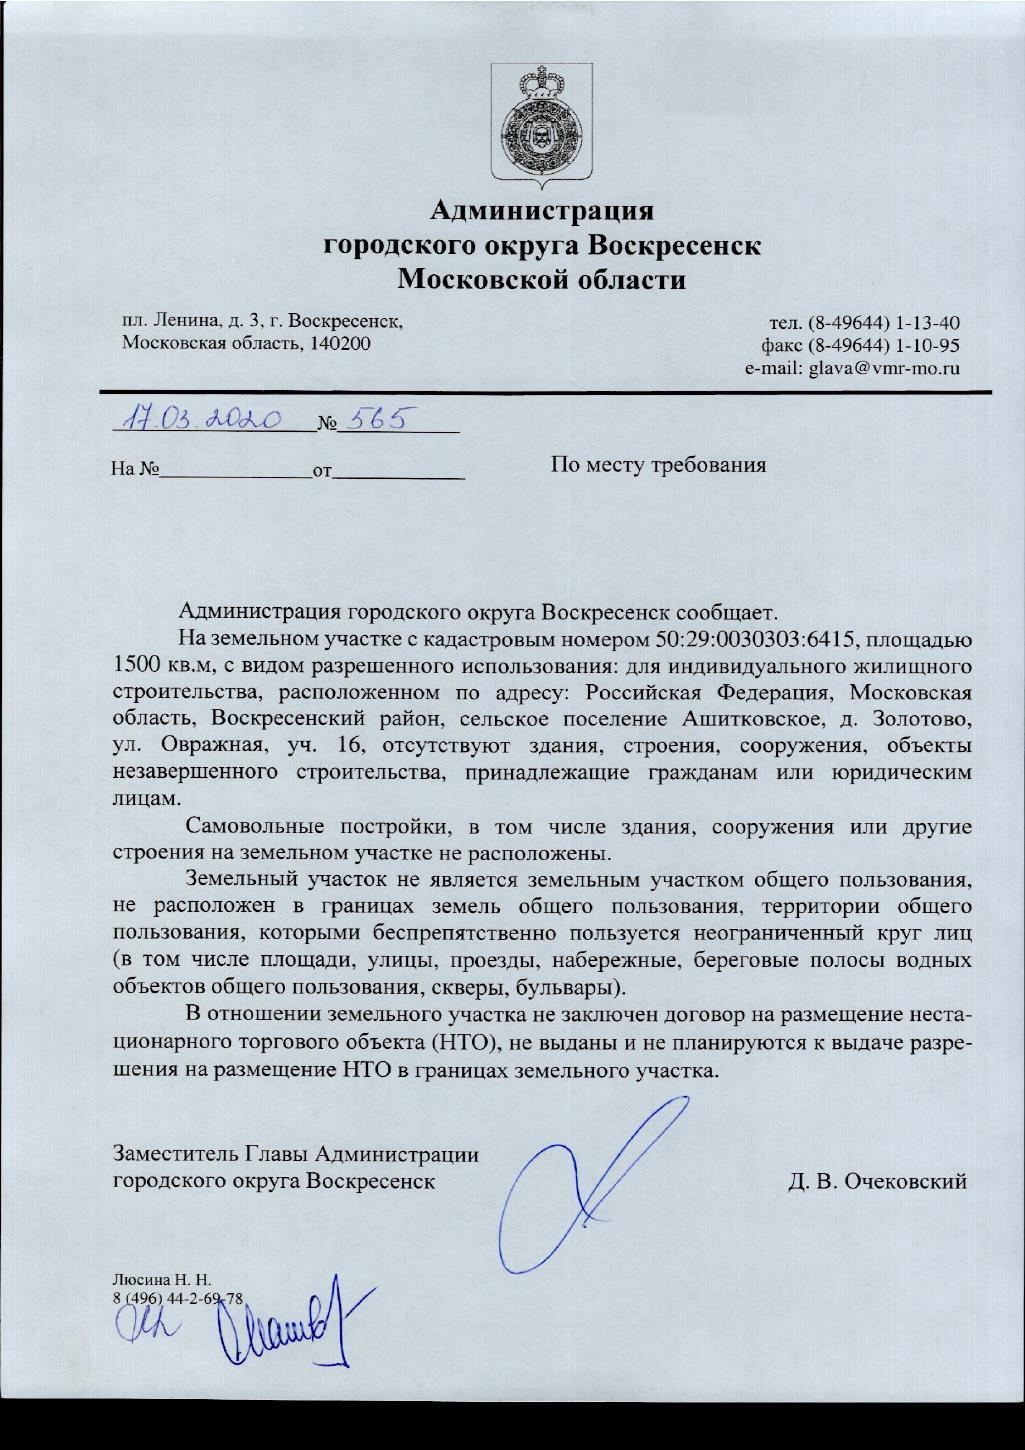 Администрация
городского округа Воскресенск
Московской области
пл. Ленина, д. 3, г. Воскресенск,
Московская область, 140200
тел. (8-49644) 1-13-40
факс (8-49644) 1-10-95
e-mail: glava@vmr-mo.ru
17.03.2020 № 565
На №______________от____________
По месту требования
Администрация городского округа Воскресенск сообщает.
На земельном участке с кадастровым номером 50:29:0030303:6415, площадью
1500 кв.м, с видом разрешенного использования: для индивидуального жилищного
строительства, расположенном по адресу: Российская Федерация, Московская
область, Воскресенский район, сельское поселение Ашитковское, д. Золотово,
ул. Овражная, уч. 16, отсутствуют здания, строения, сооружения, объекты
незавершенного строительства, принадлежащие гражданам или юридическим
лицам.
Самовольные постройки, в том числе здания, сооружения или другие
строения на земельном участке не расположены.
Земельный участок не является земельным участком общего пользования,
не расположен в границах земель общего пользования, территории общего
пользования, которыми беспрепятственно пользуется неограниченный круг лиц
(в том числе площади, улицы, проезды, набережные, береговые полосы водных
объектов общего пользования, скверы, бульвары).
В отношении земельного участка не заключен договор на размещение неста-
ционарного торгового объекта (НТО), не выданы и не планируются к выдаче разре-
шения на размещение НТО в границах земельного участка.
Заместитель Главы Администрации
городского округа Воскресенск
Д. В. Очековский
Люсина Н. Н.
8 (496) 44-2-69-78